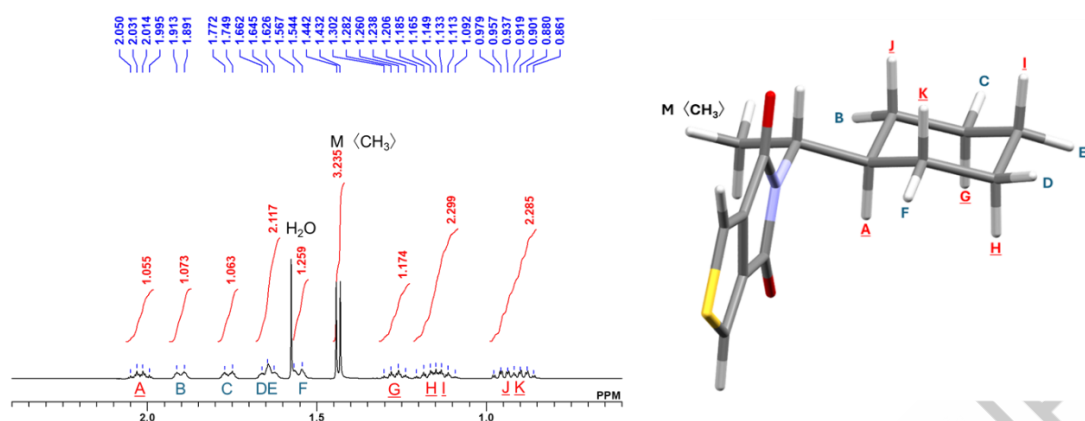 2.050
2.031
2.014
1.995
1.913
1.891
1.772
1.749
1.662
1.645
1.626
1.567
1.544
1.442
1.432
1.302
1.282
1.260
1.238
1.206
1.185
1.165
1.149
1.133
1.113
1.092
0.979
0.957
0.937
0.919
0.901
0.880
0.861
M〈CH₃〉
3.235
2.117
H₂O
1.259
1.055
1.073
1.063
1.174
2.299
2.285
A
B
C
DE
F
G
H I
J K
PPM
2.0
1.5
1.0
J
I
K
C
M〈CH₃〉
B
E
D
F
G
A
H